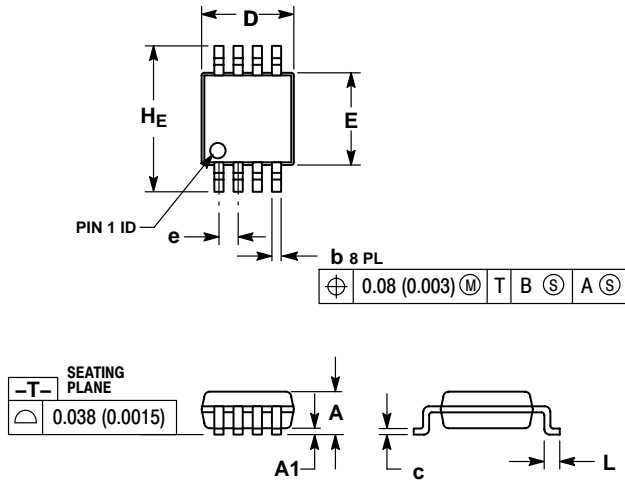 D
HE
E
PIN 1 ID
e
b 8 PL
⌖ 0.08 (0.003) Ⓜ T B Ⓢ A Ⓢ
–T– SEATING
PLANE
⌓ 0.038 (0.0015)
A
A1
c
L